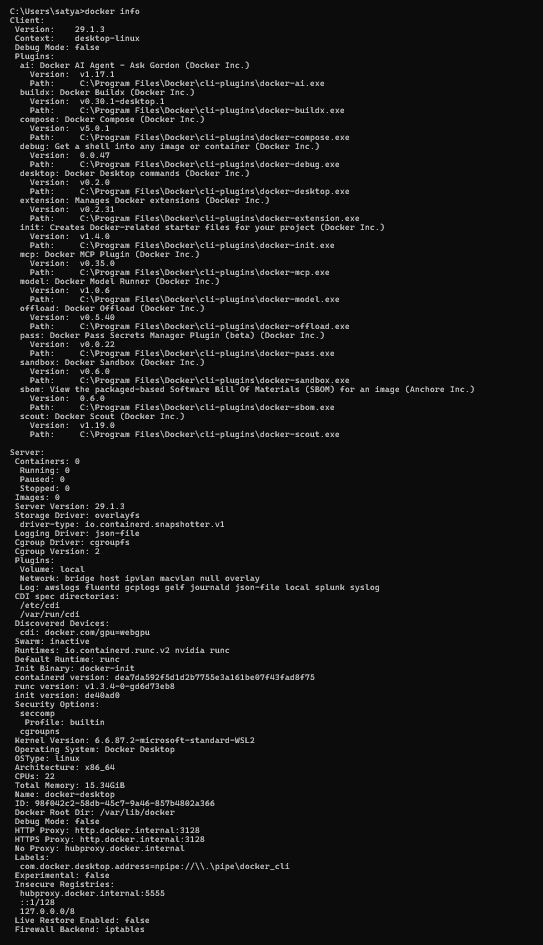 C:\Users\satya>docker info
Client:
 Version:    29.1.3
 Context:    desktop-linux
 Debug Mode: false
 Plugins:
  ai: Docker AI Agent - Ask Gordon (Docker Inc.)
    Version:  v1.17.1
    Path:     C:\Program Files\Docker\cli-plugins\docker-ai.exe
  buildx: Docker Buildx (Docker Inc.)
    Version:  v0.30.1-desktop.1
    Path:     C:\Program Files\Docker\cli-plugins\docker-buildx.exe
  compose: Docker Compose (Docker Inc.)
    Version:  v5.0.1
    Path:     C:\Program Files\Docker\cli-plugins\docker-compose.exe
  debug: Get a shell into any image or container (Docker Inc.)
    Version:  0.0.47
    Path:     C:\Program Files\Docker\cli-plugins\docker-debug.exe
  desktop: Docker Desktop commands (Docker Inc.)
    Version:  v0.2.0
    Path:     C:\Program Files\Docker\cli-plugins\docker-desktop.exe
  extension: Manages Docker extensions (Docker Inc.)
    Version:  v0.2.31
    Path:     C:\Program Files\Docker\cli-plugins\docker-extension.exe
  init: Creates Docker-related starter files for your project (Docker Inc.)
    Version:  v1.4.0
    Path:     C:\Program Files\Docker\cli-plugins\docker-init.exe
  mcp: Docker MCP Plugin (Docker Inc.)
    Version:  v0.35.0
    Path:     C:\Program Files\Docker\cli-plugins\docker-mcp.exe
  model: Docker Model Runner (Docker Inc.)
    Version:  v1.0.6
    Path:     C:\Program Files\Docker\cli-plugins\docker-model.exe
  offload: Docker Offload (Docker Inc.)
    Version:  v0.5.40
    Path:     C:\Program Files\Docker\cli-plugins\docker-offload.exe
  pass: Docker Pass Secrets Manager Plugin (beta) (Docker Inc.)
    Version:  v0.0.22
    Path:     C:\Program Files\Docker\cli-plugins\docker-pass.exe
  sandbox: Docker Sandbox (Docker Inc.)
    Version:  v0.6.0
    Path:     C:\Program Files\Docker\cli-plugins\docker-sandbox.exe
  sbom: View the packaged-based Software Bill Of Materials (SBOM) for an image (Anchore Inc.)
    Version:  0.6.0
    Path:     C:\Program Files\Docker\cli-plugins\docker-sbom.exe
  scout: Docker Scout (Docker Inc.)
    Version:  v1.19.0
    Path:     C:\Program Files\Docker\cli-plugins\docker-scout.exe

Server:
 Containers: 0
  Running: 0
  Paused: 0
  Stopped: 0
 Images: 0
 Server Version: 29.1.3
 Storage Driver: overlayfs
  driver-type: io.containerd.snapshotter.v1
 Logging Driver: json-file
 Cgroup Driver: cgroupfs
 Cgroup Version: 2
 Plugins:
  Volume: local
  Network: bridge host ipvlan macvlan null overlay
  Log: awslogs fluentd gcplogs gelf journald json-file local splunk syslog
 CDI spec directories:
  /etc/cdi
  /var/run/cdi
 Discovered Devices:
  cdi: docker.com/gpu=webgpu
 Swarm: inactive
 Runtimes: io.containerd.runc.v2 nvidia runc
 Default Runtime: runc
 Init Binary: docker-init
 containerd version: dea7da592f5d1d2b7755e3a161be07f43fad8f75
 runc version: v1.3.4-0-gd6d73eb8
 init version: de40ad0
 Security Options:
  seccomp
   Profile: builtin
  cgroupns
 Kernel Version: 6.6.87.2-microsoft-standard-WSL2
 Operating System: Docker Desktop
 OSType: linux
 Architecture: x86_64
 CPUs: 22
 Total Memory: 15.34GiB
 Name: docker-desktop
 ID: 98f042c2-58db-45c7-9a46-857b4802a366
 Docker Root Dir: /var/lib/docker
 Debug Mode: false
 HTTP Proxy: http.docker.internal:3128
 HTTPS Proxy: http.docker.internal:3128
 No Proxy: hubproxy.docker.internal
 Labels:
  com.docker.desktop.address=npipe://\\.\pipe\docker_cli
 Experimental: false
 Insecure Registries:
  hubproxy.docker.internal:5555
  ::1/128
  127.0.0.0/8
 Live Restore Enabled: false
 Firewall Backend: iptables